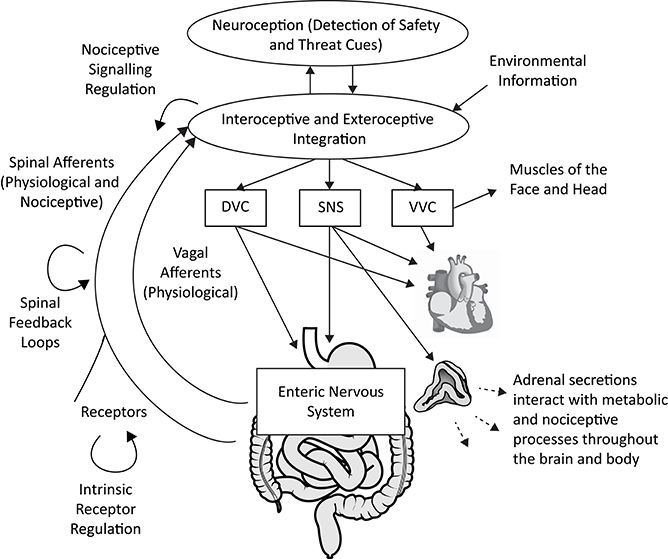 Neuroception (Detection of Safety
and Threat Cues)
Nociceptive
Signalling
Regulation
Environmental
Information
Interoceptive and Exteroceptive
Integration
Spinal Afferents
(Physiological and
Nociceptive)
Muscles of the
Face and Head
DVC
SNS
VVC
Vagal
Afferents
(Physiological)
Spinal
Feedback
Loops
Enteric Nervous
System
Adrenal secretions
interact with metabolic
and nociceptive
processes throughout
the brain and body
Receptors
Intrinsic
Receptor
Regulation